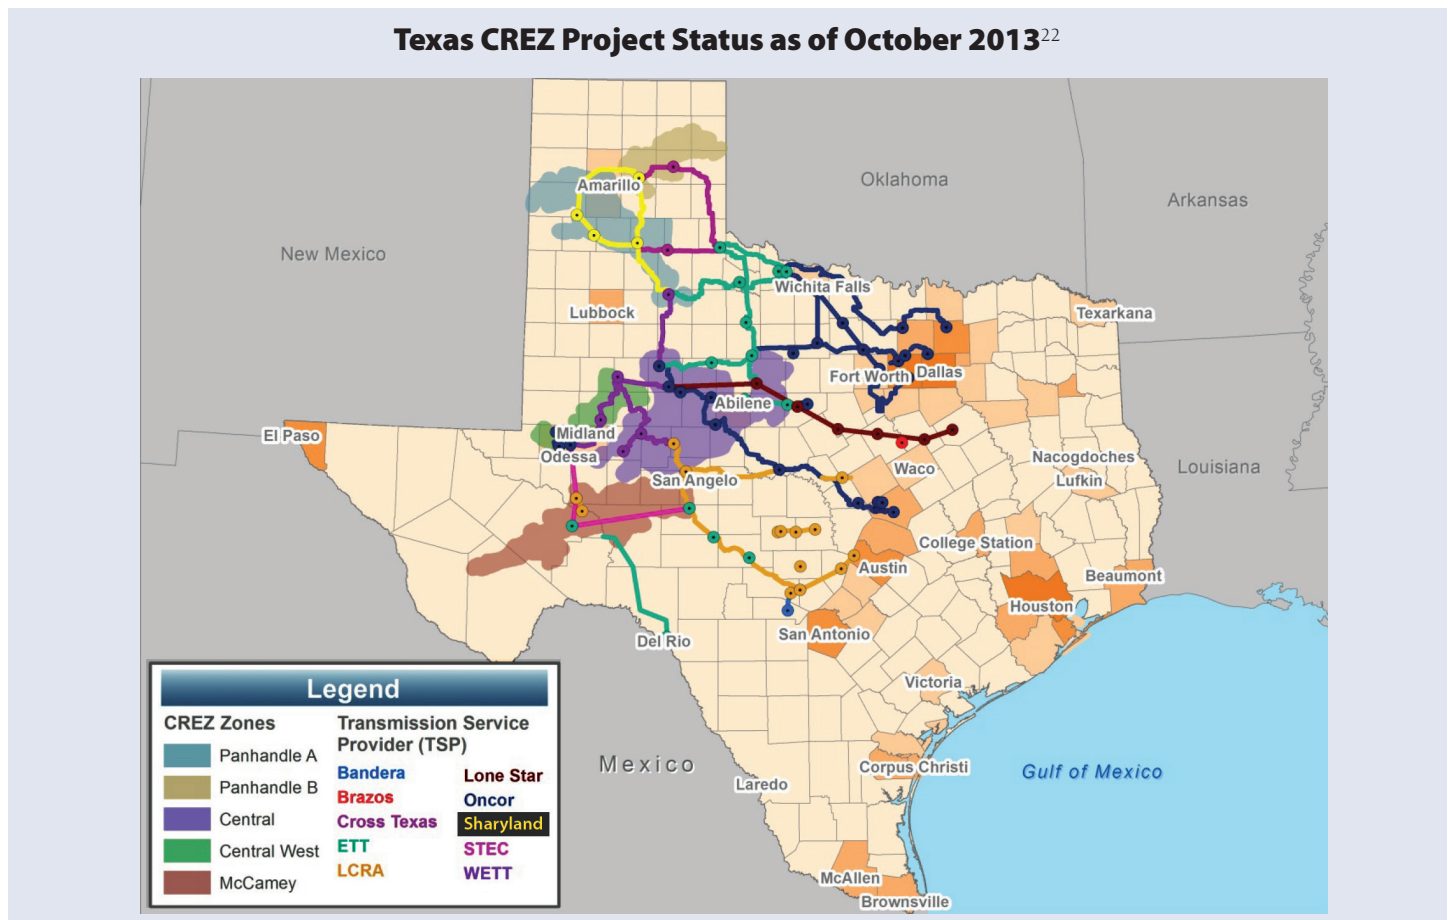 Texas CREZ Project Status as of October 2013²²
Oklahoma
Arkansas
Amarillo
New Mexico
Wichita Falls
Lubbock
Texarkana
Fort Worth
Dallas
Abilene
El Paso
Midland
Odessa
Nacogdoches
Louisiana
Waco
San Angelo
Lufkin
College Station
Austin
Beaumont
Houston
San Antonio
Del Rio
Victoria
Mexico
Corpus Christi
Gulf of Mexico
Laredo
McAllen
Brownsville
Legend
CREZ Zones
Panhandle A
Panhandle B
Central
Central West
McCamey
Transmission Service
Provider (TSP)
Bandera
Brazos
Cross Texas
ETT
LCRA
Lone Star
Oncor
Sharyland
STEC
WETT